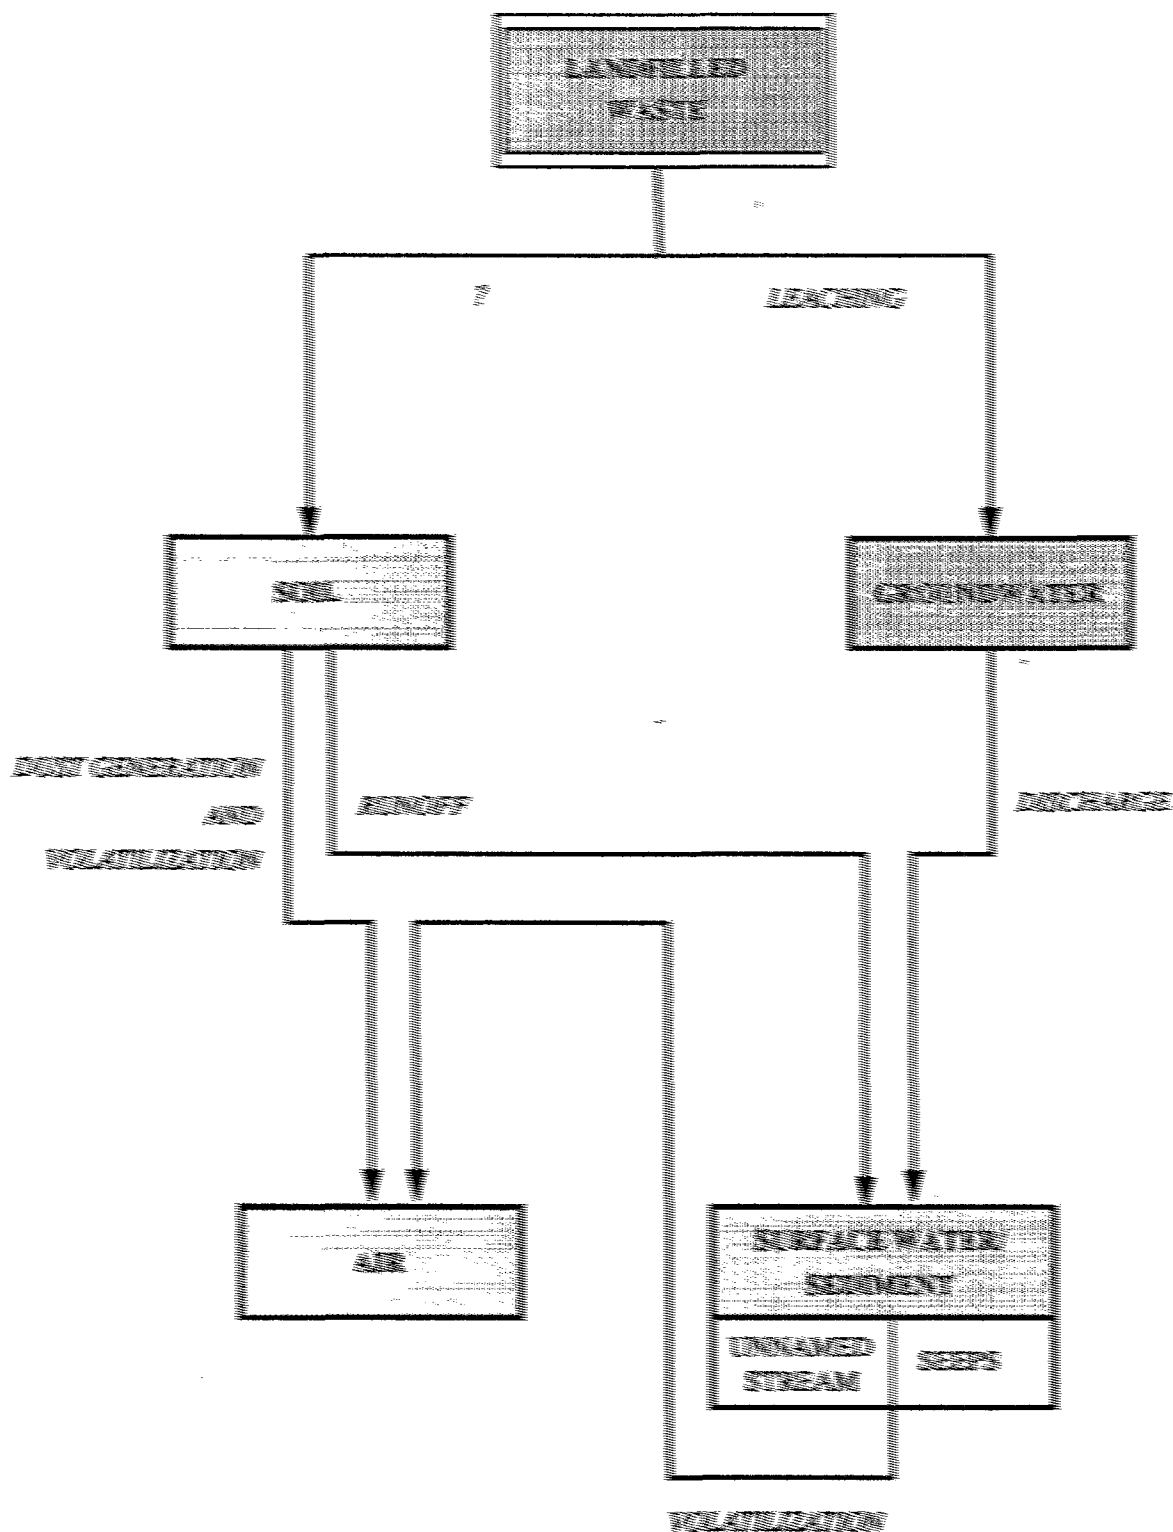 LANDFILLED
WASTE
?
LEACHING
SOIL
GROUNDWATER
DUST GENERATION
AND
VOLATILIZATION
RUNOFF
DISCHARGE
AIR
SURFACE WATER/
SEDIMENT
UNNAMED
STREAM
SEEPS
VOLATILIZATION